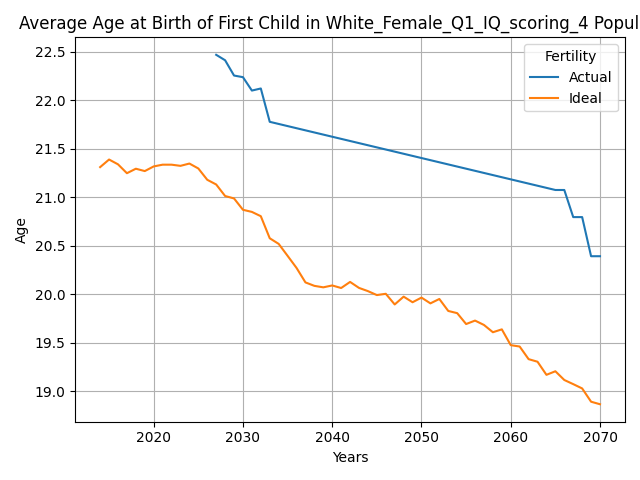 Average Age at Birth of First Child in White_Female_Q1_IQ_scoring_4 Popul
22.5
22.0
21.5
21.0
20.5
20.0
19.5
19.0
Age
Fertility
Actual
Ideal
2020
2030
2040
2050
2060
2070
Years